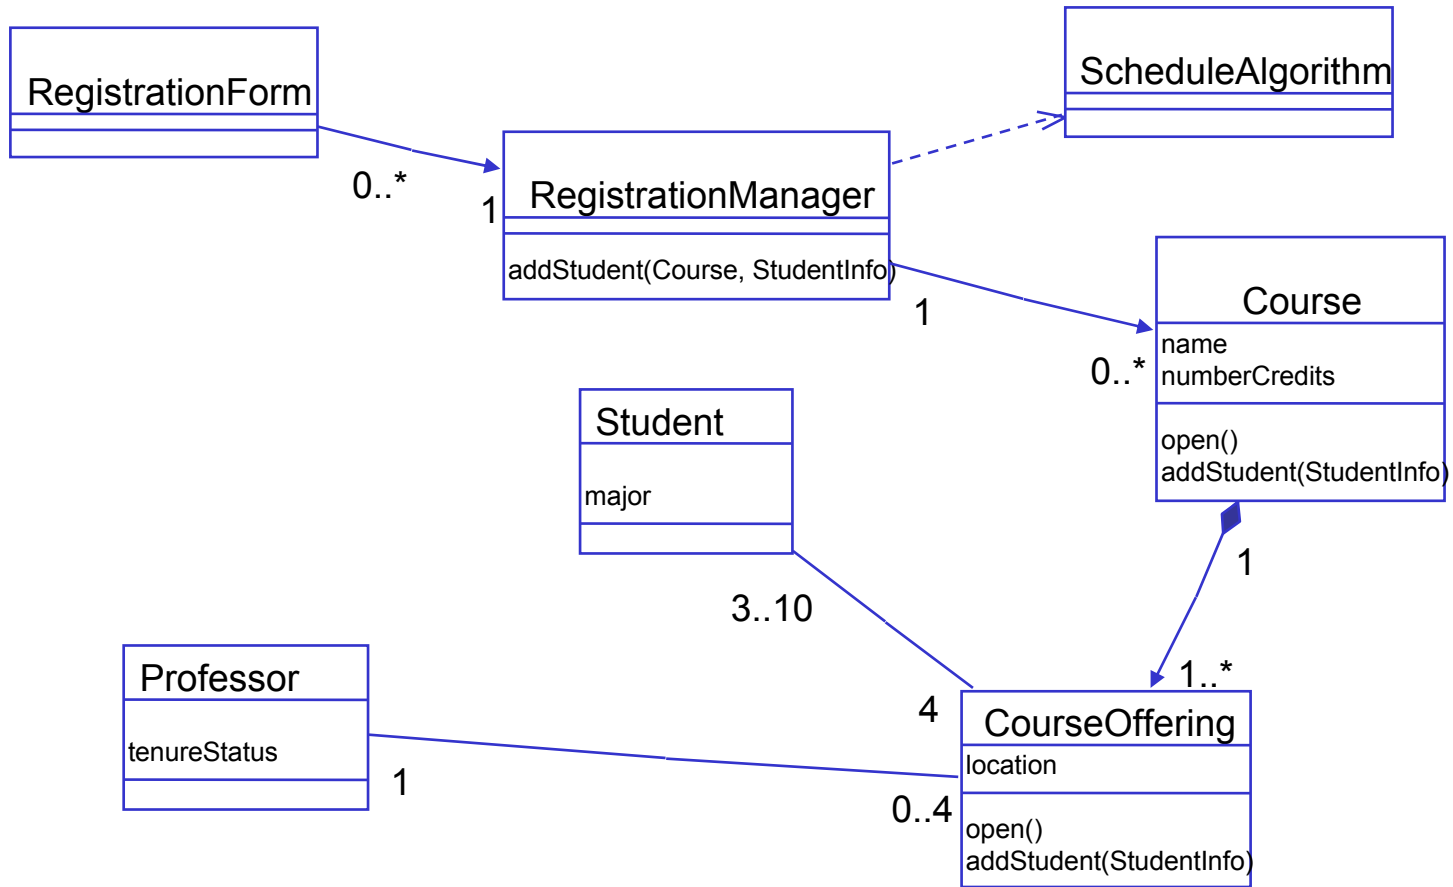 RegistrationForm
ScheduleAlgorithm
0..*
1
RegistrationManager
addStudent(Course, StudentInfo)
1
0..*
Course
name
numberCredits
open()
addStudent(StudentInfo)
Student
major
3..10
4
1
1..*
Professor
tenureStatus
1
0..4
CourseOffering
location
open()
addStudent(StudentInfo)